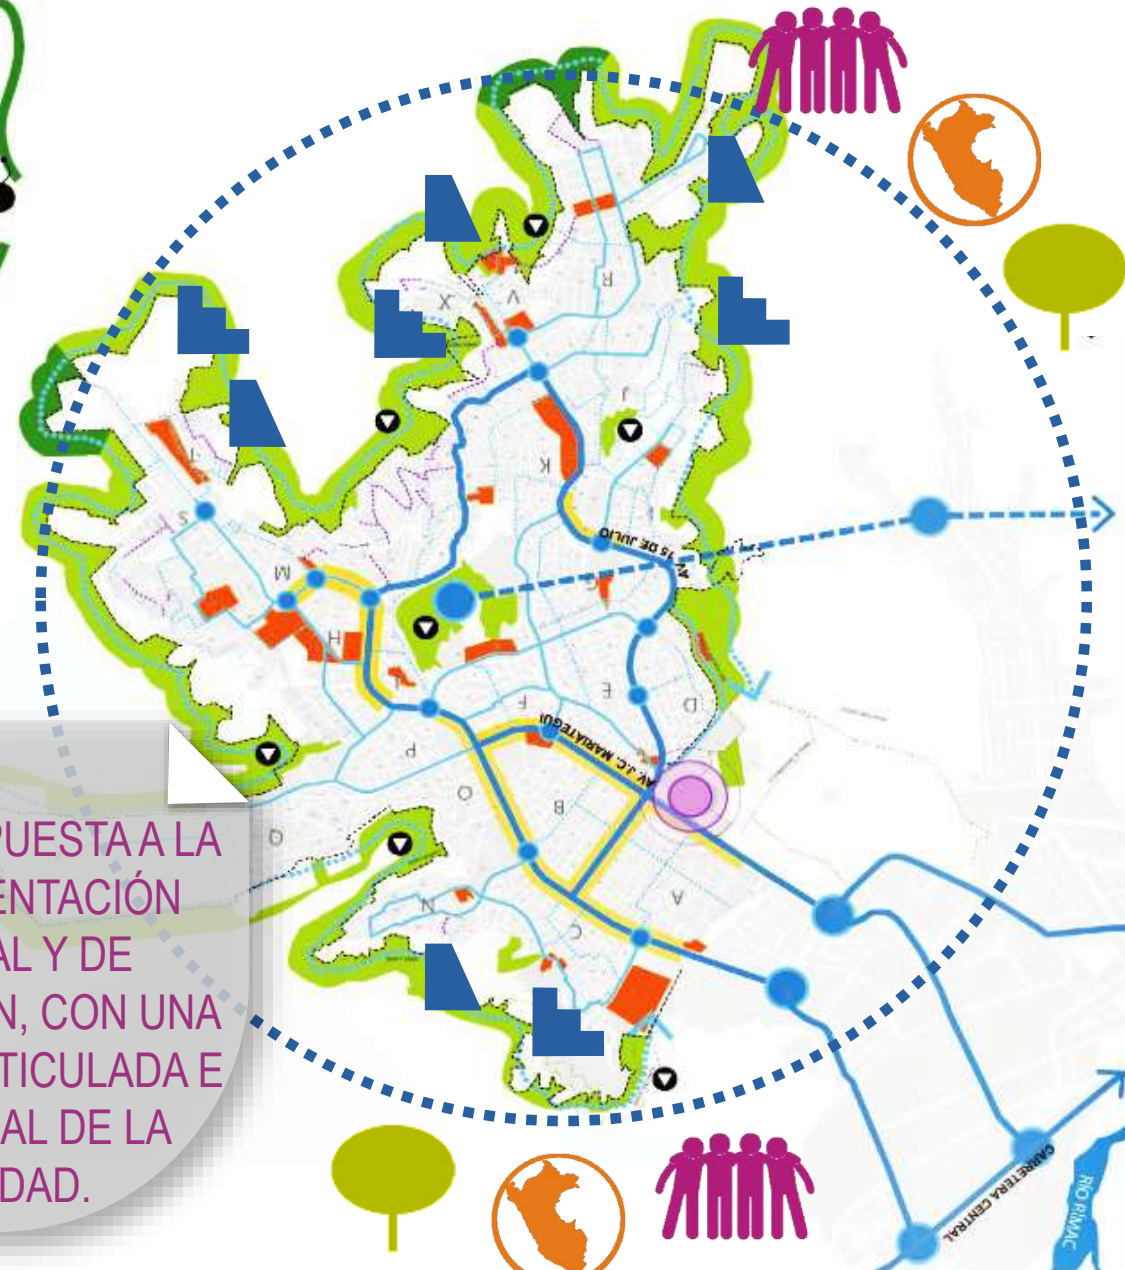 R
V
X
J
K
T
S
AV. 15 DE JULIO
M
G
H
I
E
D
F
AV. J.C. MARIÁTEGUI
P
O
B
Q
A
N
C
PUESTA A LA
ENTACIÓN
AL Y DE
N, CON UNA
TICULADA E
AL DE LA
DAD.
CARRETERA CENTRAL
RÍO RÍMAC